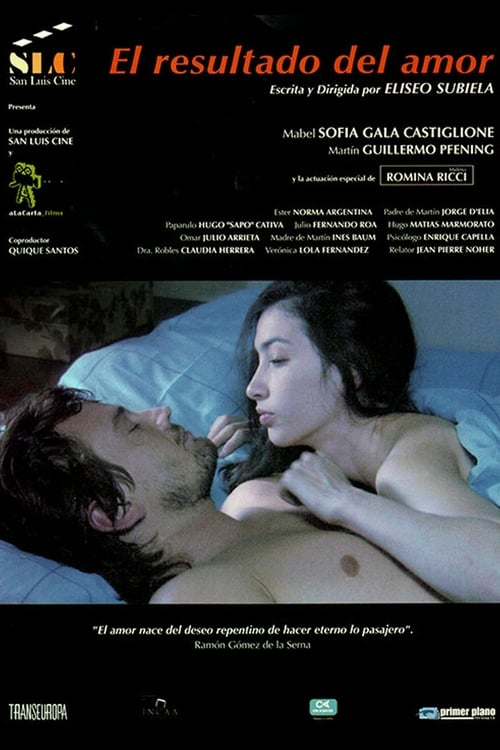 SLC
San Luis Cine
Presenta
Una producción de
SAN LUIS CINE
y
aLaCarta_films
Coproductor
QUIQUE SANTOS
El resultado del amor
Escrita y Dirigida por ELISEO SUBIELA
Mabel SOFIA GALA CASTIGLIONE
Martín GUILLERMO PFENING
y la actuación especial de ROMINA RICCI
Ester NORMA ARGENTINA Padre de Martín JORGE D'ELIA
Paparulo HUGO "SAPO" CATIVA Julio FERNANDO ROA Hugo MATIAS MARMORATO
Omar JULIO ARRIETA Madre de Martín INES BAUM Psicólogo ENRIQUE CAPELLA
Dra. Robles CLAUDIA HERRERA Verónica LOLA FERNANDEZ Relator JEAN PIERRE NOHER
"El amor nace del deseo repentino de hacer eterno lo pasajero".
Ramón Gómez de la Serna
TRANSEUROPA
INCAA
primer plano